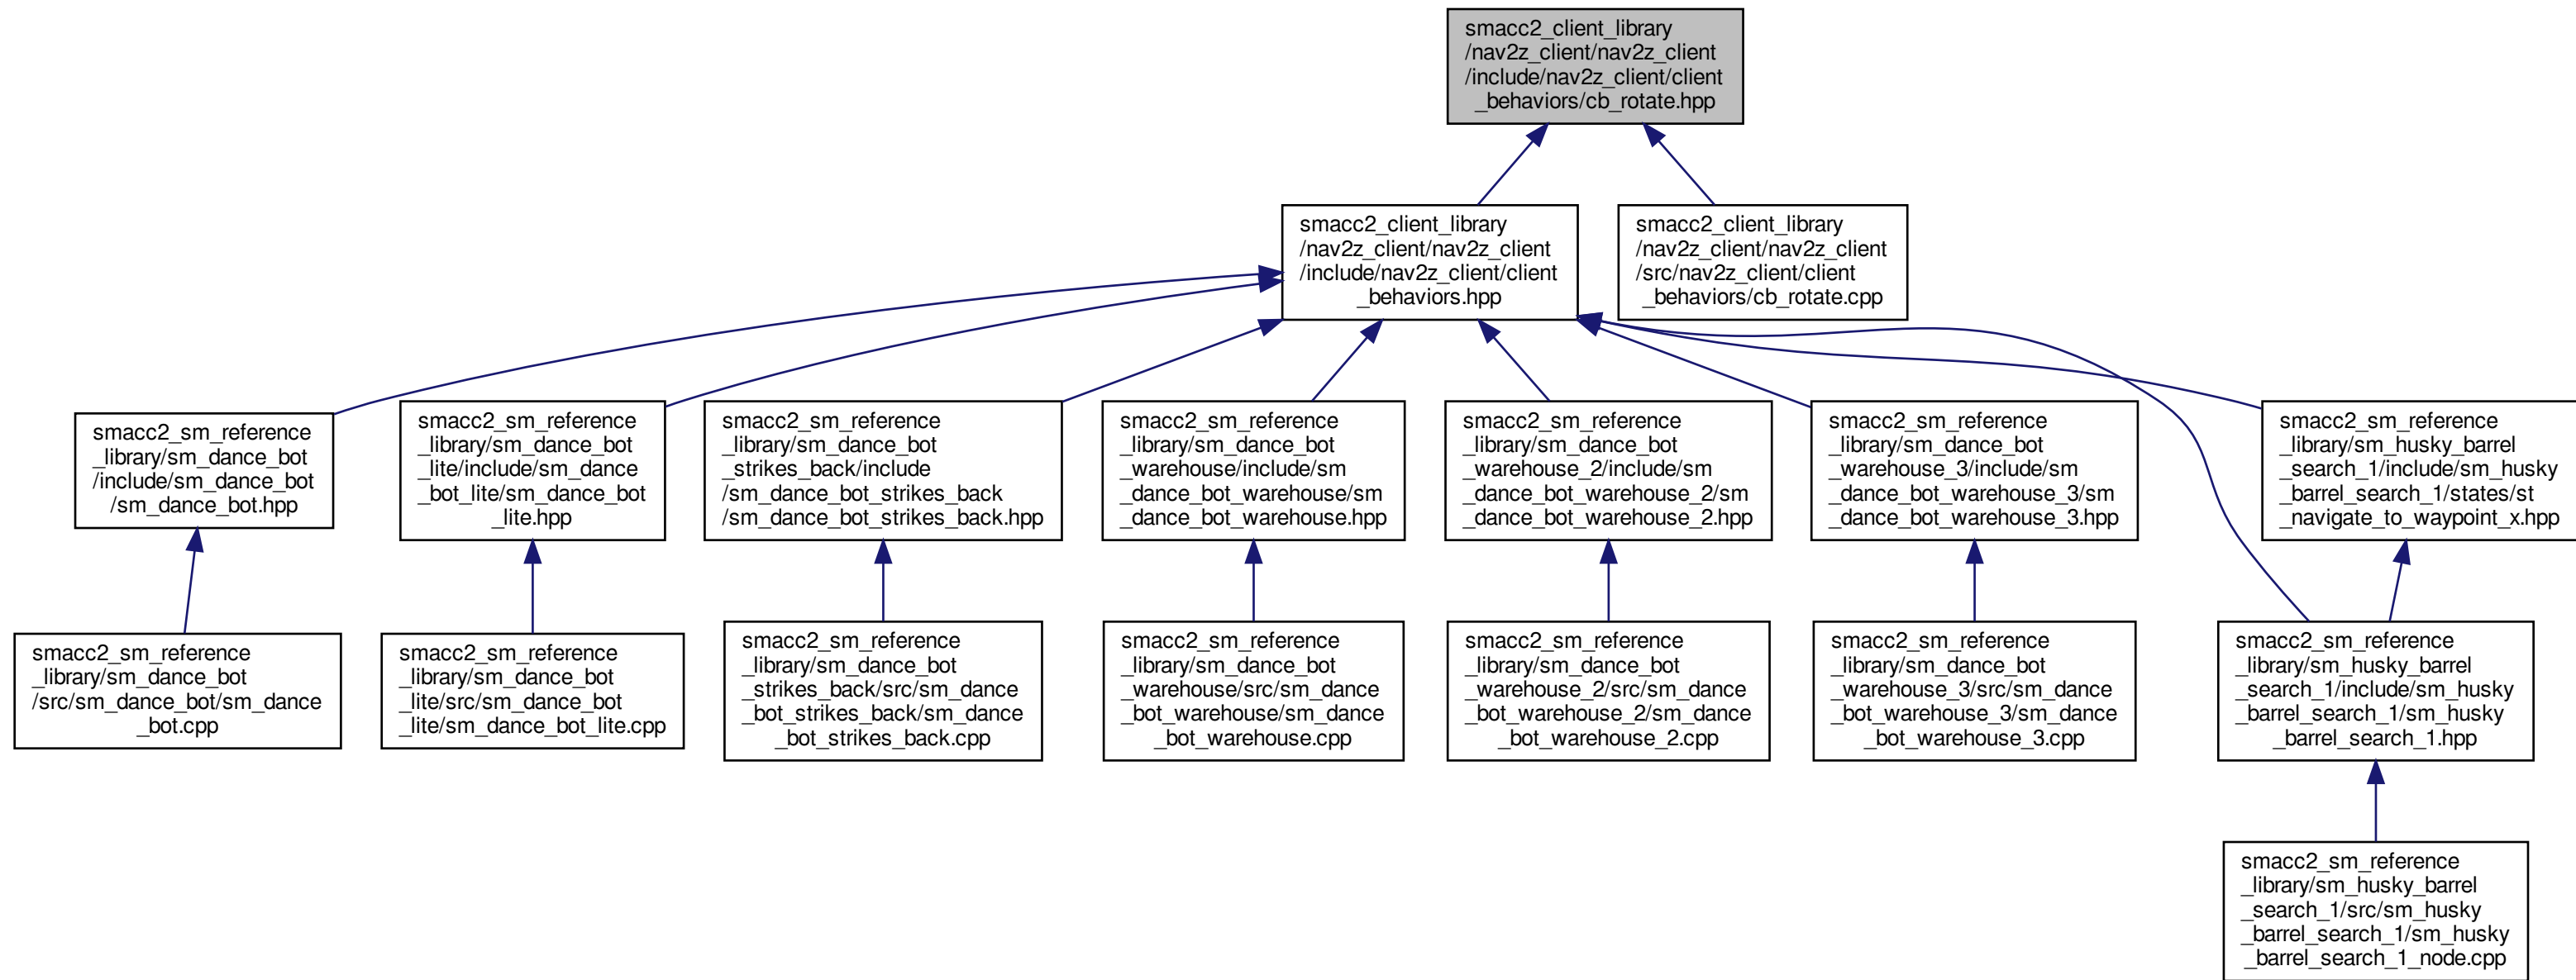 smacc2_client_library
/nav2z_client/nav2z_client
/include/nav2z_client/client
_behaviors/cb_rotate.hpp
smacc2_client_library
/nav2z_client/nav2z_client
/include/nav2z_client/client
_behaviors.hpp
smacc2_client_library
/nav2z_client/nav2z_client
/src/nav2z_client/client
_behaviors/cb_rotate.cpp
smacc2_sm_reference
_library/sm_dance_bot
/include/sm_dance_bot
/sm_dance_bot.hpp
smacc2_sm_reference
_library/sm_dance_bot
_lite/include/sm_dance
_bot_lite/sm_dance_bot
_lite.hpp
smacc2_sm_reference
_library/sm_dance_bot
_strikes_back/include
/sm_dance_bot_strikes_back
/sm_dance_bot_strikes_back.hpp
smacc2_sm_reference
_library/sm_dance_bot
_warehouse/include/sm
_dance_bot_warehouse/sm
_dance_bot_warehouse.hpp
smacc2_sm_reference
_library/sm_dance_bot
_warehouse_2/include/sm
_dance_bot_warehouse_2/sm
_dance_bot_warehouse_2.hpp
smacc2_sm_reference
_library/sm_dance_bot
_warehouse_3/include/sm
_dance_bot_warehouse_3/sm
_dance_bot_warehouse_3.hpp
smacc2_sm_reference
_library/sm_husky_barrel
_search_1/include/sm_husky
_barrel_search_1/states/st
_navigate_to_waypoint_x.hpp
smacc2_sm_reference
_library/sm_dance_bot
/src/sm_dance_bot/sm_dance
_bot.cpp
smacc2_sm_reference
_library/sm_dance_bot
_lite/src/sm_dance_bot
_lite/sm_dance_bot_lite.cpp
smacc2_sm_reference
_library/sm_dance_bot
_strikes_back/src/sm_dance
_bot_strikes_back/sm_dance
_bot_strikes_back.cpp
smacc2_sm_reference
_library/sm_dance_bot
_warehouse/src/sm_dance
_bot_warehouse/sm_dance
_bot_warehouse.cpp
smacc2_sm_reference
_library/sm_dance_bot
_warehouse_2/src/sm_dance
_bot_warehouse_2/sm_dance
_bot_warehouse_2.cpp
smacc2_sm_reference
_library/sm_dance_bot
_warehouse_3/src/sm_dance
_bot_warehouse_3/sm_dance
_bot_warehouse_3.cpp
smacc2_sm_reference
_library/sm_husky_barrel
_search_1/include/sm_husky
_barrel_search_1/sm_husky
_barrel_search_1.hpp
smacc2_sm_reference
_library/sm_husky_barrel
_search_1/src/sm_husky
_barrel_search_1/sm_husky
_barrel_search_1_node.cpp